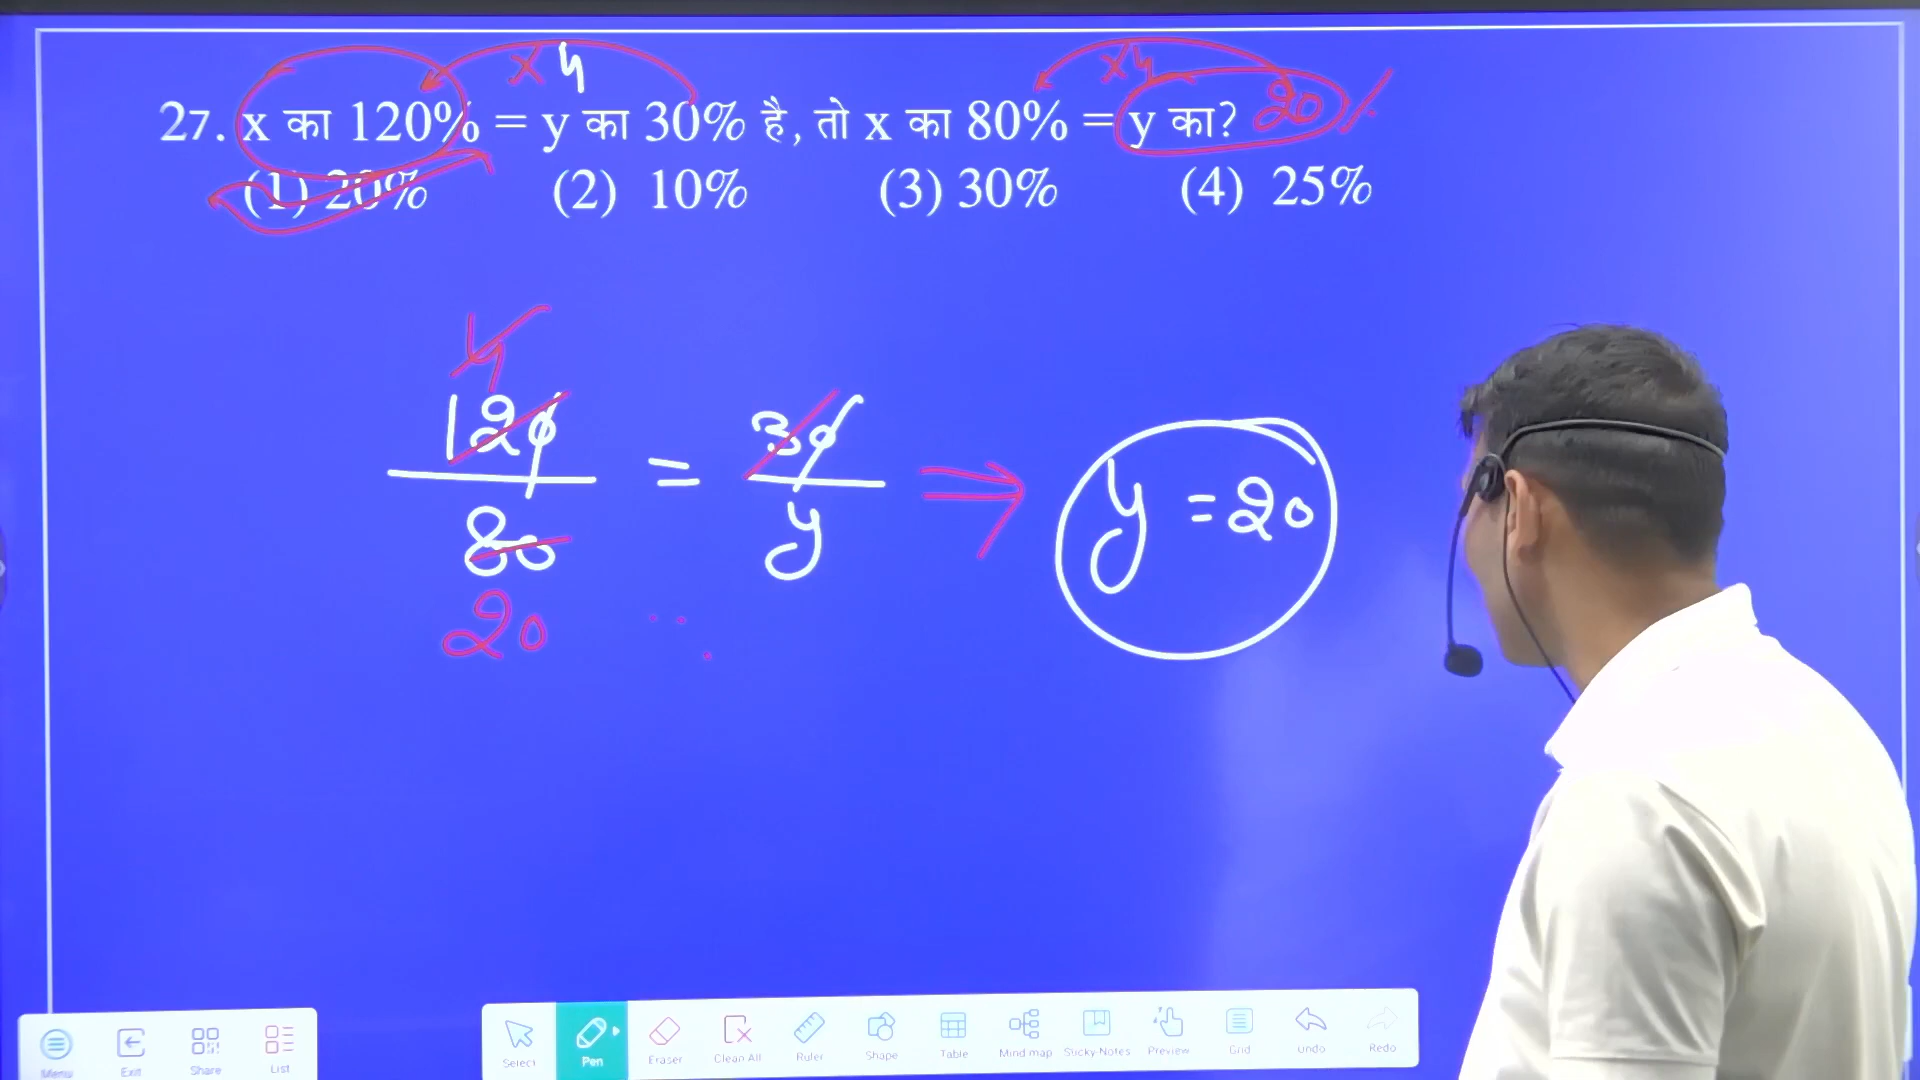 x 4
x4
27. x का 120% = y का 30% है, तो x का 80% = y का? 20 %
(1) 20% (2) 10% (3) 30% (4) 25%
4
120 / 80 = 30 / y ⇒ y = 20
20
Menu Exit Share List Select Pen Eraser Clean All Ruler Shape Table Mind map Sticky Notes Preview Grid Undo Redo